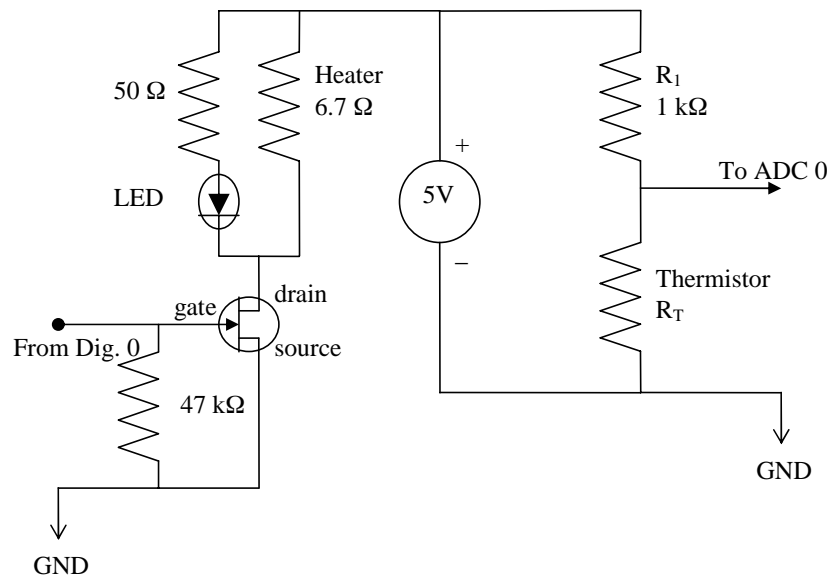 50 Ω
Heater
6.7 Ω
R1
1 kΩ
To ADC 0
LED
+
5V
–
Thermistor
RT
gate
drain
source
From Dig. 0
47 kΩ
GND
GND